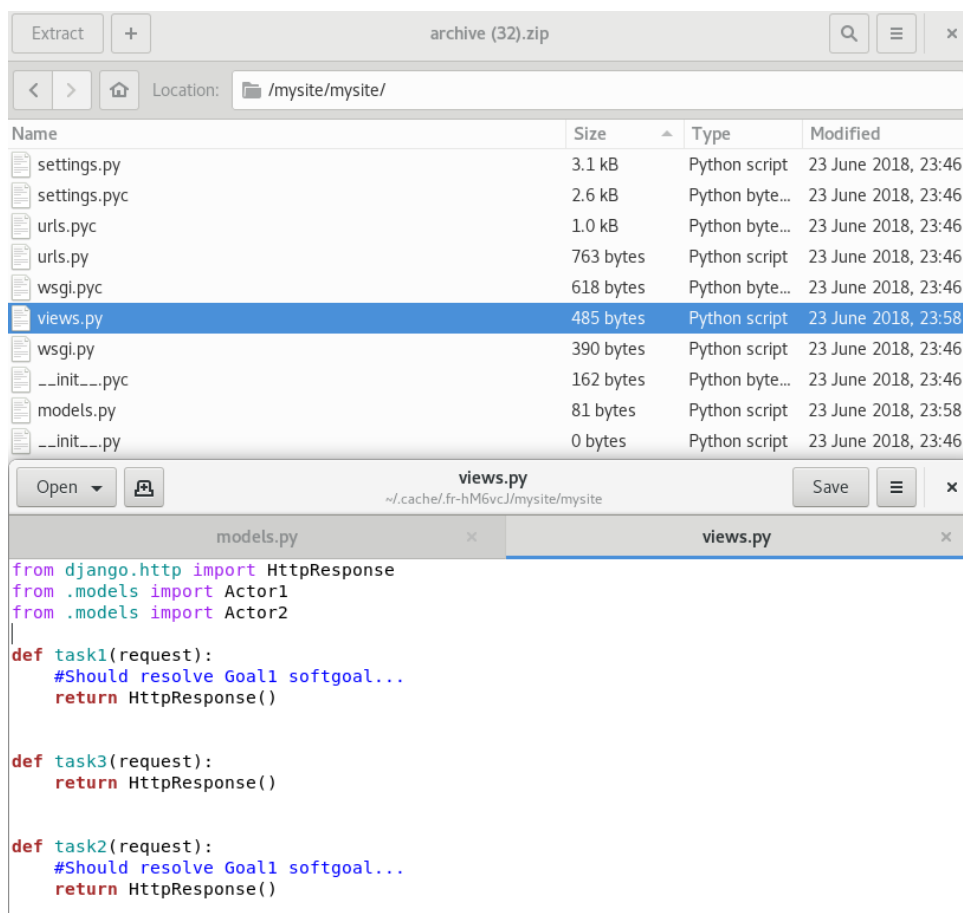 Extract + archive (32).zip
Location: /mysite/mysite/
Name Size Type Modified
settings.py 3.1 kB Python script 23 June 2018, 23:46
settings.pyc 2.6 kB Python byte... 23 June 2018, 23:46
urls.pyc 1.0 kB Python byte... 23 June 2018, 23:46
urls.py 763 bytes Python script 23 June 2018, 23:46
wsgi.pyc 618 bytes Python byte... 23 June 2018, 23:46
views.py 485 bytes Python script 23 June 2018, 23:58
wsgi.py 390 bytes Python script 23 June 2018, 23:46
__init__.pyc 162 bytes Python byte... 23 June 2018, 23:46
models.py 81 bytes Python script 23 June 2018, 23:58
__init__.py 0 bytes Python script 23 June 2018, 23:46
Open views.py Save
~/.cache/.fr-hM6vcJ/mysite/mysite
models.py views.py
from django.http import HttpResponse
from .models import Actor1
from .models import Actor2
def task1(request):
    #Should resolve Goal1 softgoal...
    return HttpResponse()
def task3(request):
    return HttpResponse()
def task2(request):
    #Should resolve Goal1 softgoal...
    return HttpResponse()